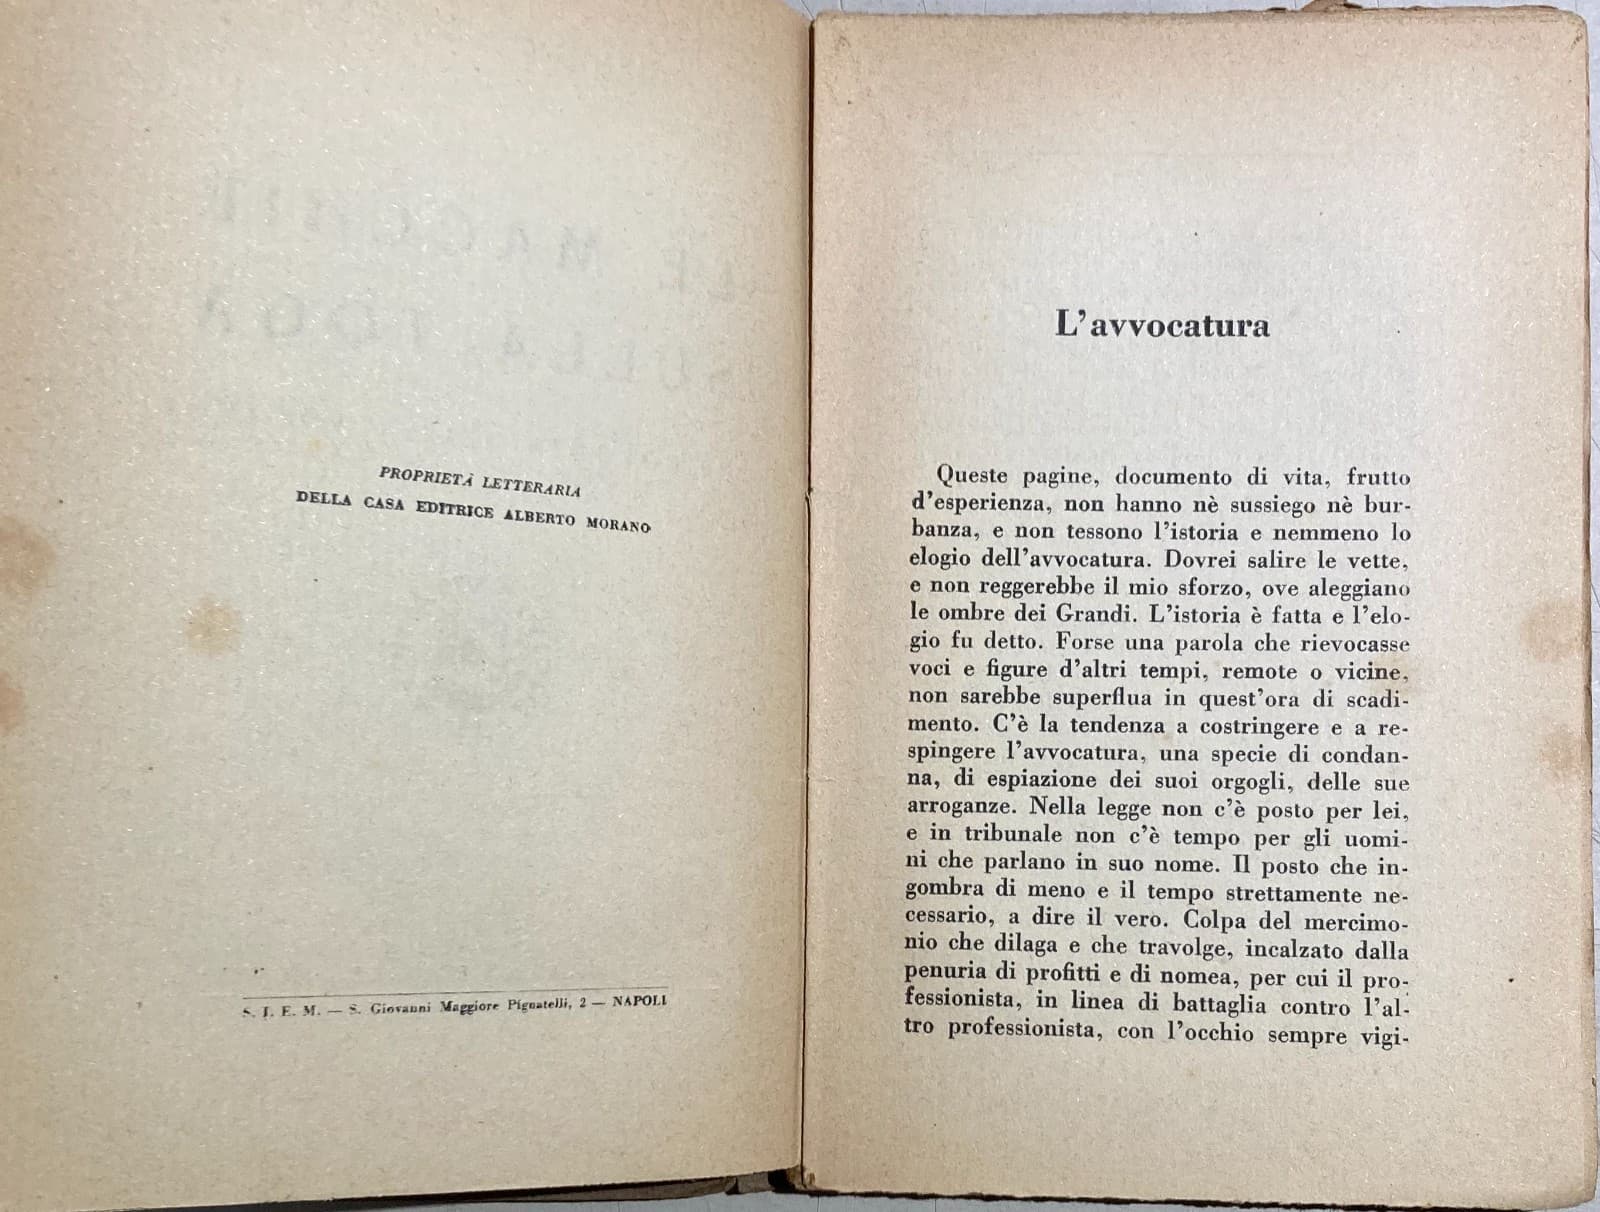 PROPRIETÀ LETTERARIA
DELLA CASA EDITRICE ALBERTO MORANO
S. I. E. M. — S. Giovanni Maggiore Pignatelli, 2 — NAPOLI
L'avvocatura
Queste pagine, documento di vita, frutto
d'esperienza, non hanno nè sussiego nè bur-
banza, e non tessono l'istoria e nemmeno lo
elogio dell'avvocatura. Dovrei salire le vette,
e non reggerebbe il mio sforzo, ove aleggiano
le ombre dei Grandi. L'istoria è fatta e l'elo-
gio fu detto. Forse una parola che rievocasse
voci e figure d'altri tempi, remote o vicine,
non sarebbe superflua in quest'ora di scadi-
mento. C'è la tendenza a costringere e a re-
spingere l'avvocatura, una specie di condan-
na, di espiazione dei suoi orgogli, delle sue
arroganze. Nella legge non c'è posto per lei,
e in tribunale non c'è tempo per gli uomi-
ni che parlano in suo nome. Il posto che in-
gombra di meno e il tempo strettamente ne-
cessario, a dire il vero. Colpa del mercimo-
nio che dilaga e che travolge, incalzato dalla
penuria di profitti e di nomea, per cui il pro-
fessionista, in linea di battaglia contro l'al-
tro professionista, con l'occhio sempre vigi-